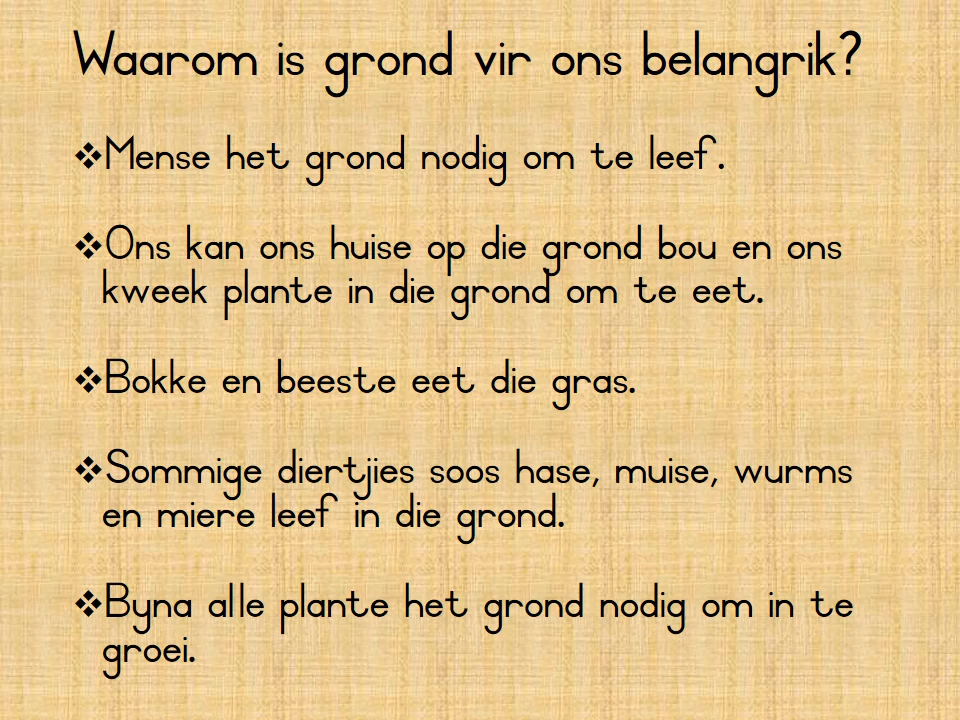 Waarom is grond vir ons belangrik?
❖Mense het grond nodig om te leef.
❖Ons kan ons huise op die grond bou en ons
kweek plante in die grond om te eet.
❖Bokke en beeste eet die gras.
❖Sommige diertjies soos hase, muise, wurms
en miere leef in die grond.
❖Byna alle plante het grond nodig om in te
groei.